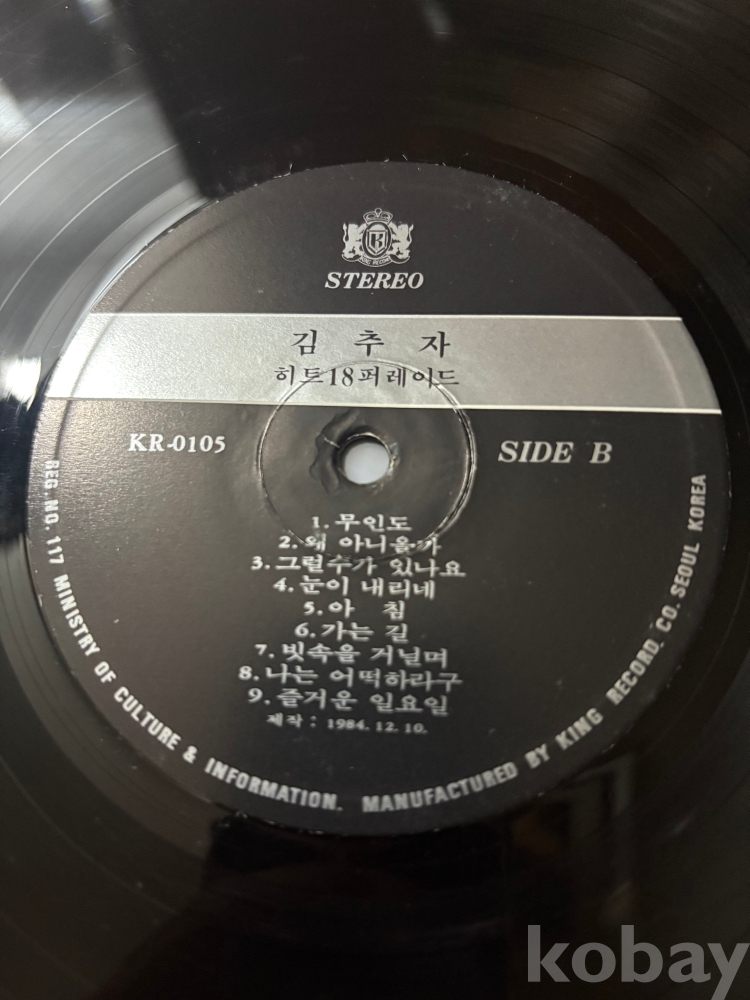 KING RECORD
STEREO
김 추 자
히트18퍼레이드
KR-0105
SIDE B
1. 무인도
2. 왜 아니올가
3. 그럴수가 있나요
4. 눈이 내리네
5. 아 침
6. 가는 길
7. 빗속을 거닐며
8. 나는 어떡하라구
9. 즐거운 일요일
제작 : 1984. 12. 10.
REG. NO. 117 MINISTRY OF CULTURE & INFORMATION. MANUFACTURED BY KING RECORD. CO. SEOUL KOREA
kobay